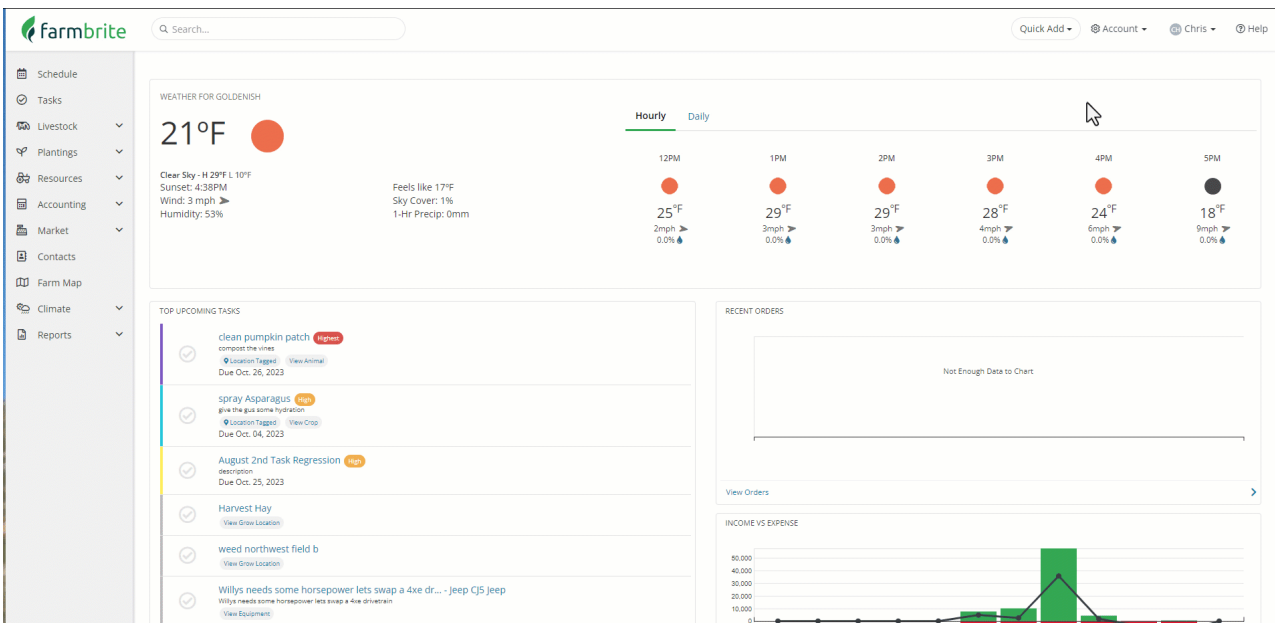 farmbrite
Search...
Quick Add
Account
CH Chris
Help
Schedule
Tasks
Livestock
Plantings
Resources
Accounting
Market
Contacts
Farm Map
Climate
Reports
WEATHER FOR GOLDENISH
21°F
Clear Sky - H 29°F L 10°F
Sunset: 4:38PM
Wind: 3 mph
Humidity: 53%
Feels like 17°F
Sky Cover: 1%
1-Hr Precip: 0mm
Hourly Daily
12PM 1PM 2PM 3PM 4PM 5PM
25°F 29°F 29°F 28°F 24°F 18°F
2mph 3mph 3mph 4mph 6mph 9mph
0.0% 0.0% 0.0% 0.0% 0.0% 0.0%
TOP UPCOMING TASKS
clean pumpkin patch Highest
compost the vines
Location Tagged View Animal
Due Oct. 26, 2023
spray Asparagus High
give the gus some hydration
Location Tagged View Crop
Due Oct. 04, 2023
August 2nd Task Regression High
description
Due Oct. 25, 2023
Harvest Hay
View Grow Location
weed northwest field b
View Grow Location
Willys needs some horsepower lets swap a 4xe dr... - Jeep CJ5 Jeep
Willys needs some horsepower lets swap a 4xe drivetrain
View Equipment
RECENT ORDERS
Not Enough Data to Chart
View Orders
INCOME VS EXPENSE
50,000
40,000
30,000
20,000
10,000
0